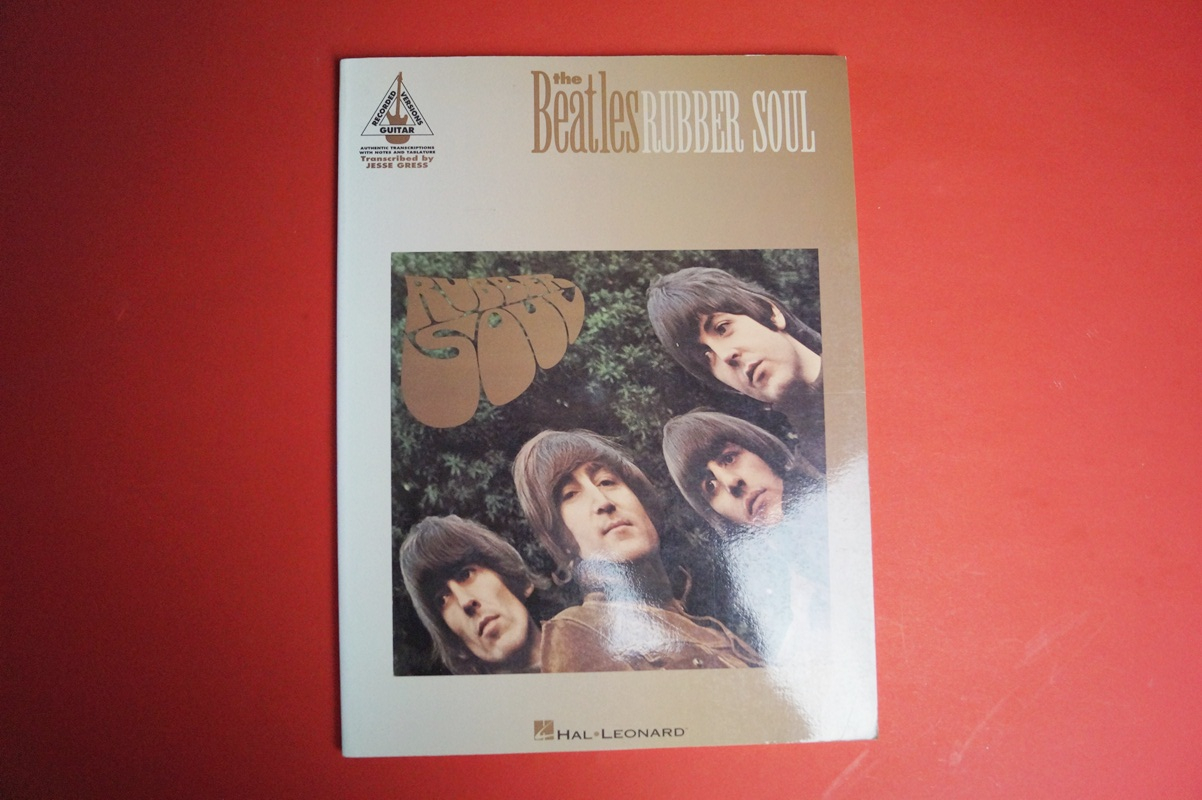 RECORDED VERSIONS
GUITAR
AUTHENTIC TRANSCRIPTIONS
WITH NOTES AND TABLATURE
Transcribed by
JESSE GRESS
the
Beatles RUBBER SOUL
RUBBER
SOUL
HAL•LEONARD